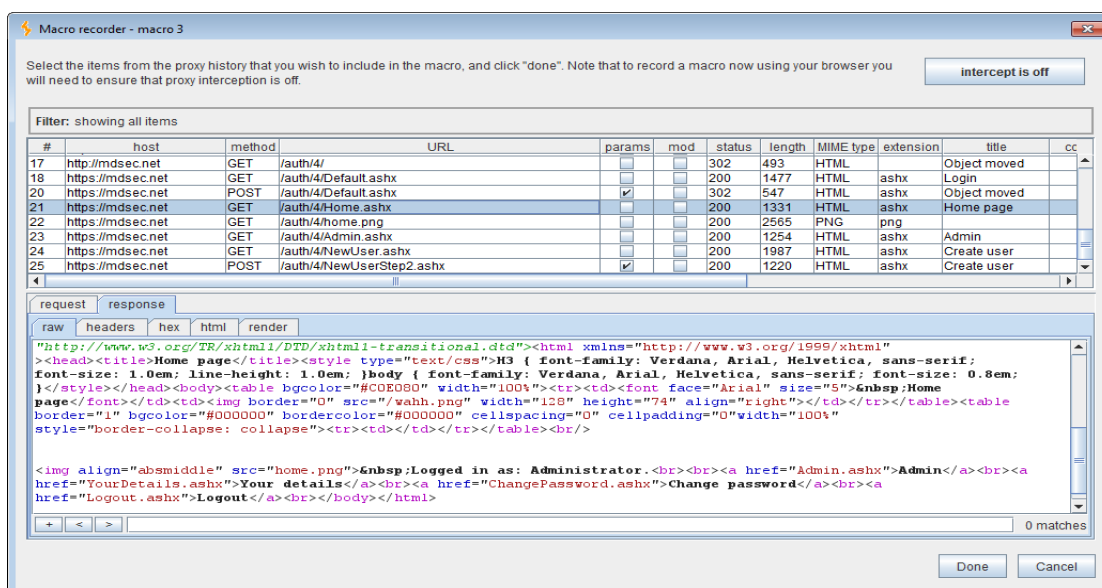 Macro recorder - macro 3
Select the items from the proxy history that you wish to include in the macro, and click "done". Note that to record a macro now using your browser you
will need to ensure that proxy interception is off.
intercept is off
Filter: showing all items
# host method URL params mod status length MIME type extension title
17 http://mdsec.net GET /auth/4/ 302 493 HTML Object moved
18 https://mdsec.net GET /auth/4/Default.ashx 200 1477 HTML ashx Login
20 https://mdsec.net POST /auth/4/Default.ashx 302 547 HTML ashx Object moved
21 https://mdsec.net GET /auth/4/Home.ashx 200 1331 HTML ashx Home page
22 https://mdsec.net GET /auth/4/home.png 200 2565 PNG png
23 https://mdsec.net GET /auth/4/Admin.ashx 200 1254 HTML ashx Admin
24 https://mdsec.net GET /auth/4/NewUser.ashx 200 1987 HTML ashx Create user
25 https://mdsec.net POST /auth/4/NewUserStep2.ashx 200 1220 HTML ashx Create user
request response
raw headers hex html render
"http://www.w3.org/TR/xhtml1/DTD/xhtml1-transitional.dtd"><html xmlns="http://www.w3.org/1999/xhtml"
><head><title>Home page</title><style type="text/css">H3 { font-family: Verdana, Arial, Helvetica, sans-serif;
font-size: 1.0em; line-height: 1.0em; }body { font-family: Verdana, Arial, Helvetica, sans-serif; font-size: 0.8em;
}</style></head><body><table bgcolor="#C0E080" width="100%"><tr><td><font face="Arial" size="5">&nbsp;Home
page</font></td><td><img border="0" src="/wahh.png" width="128" height="74" align="right"></td></tr></table><table
border="1" bgcolor="#000000" bordercolor="#000000" cellspacing="0" cellpadding="0"width="100%"
style="border-collapse: collapse"><tr><td></td></tr></table><br/>
<img align="absmiddle" src="home.png">&nbsp;Logged in as: Administrator.<br><br><a href="Admin.ashx">Admin</a><br><a
href="YourDetails.ashx">Your details</a><br><a href="ChangePassword.ashx">Change password</a><br><a
href="Logout.ashx">Logout</a><br></body></html>
+ < > 0 matches
Done Cancel